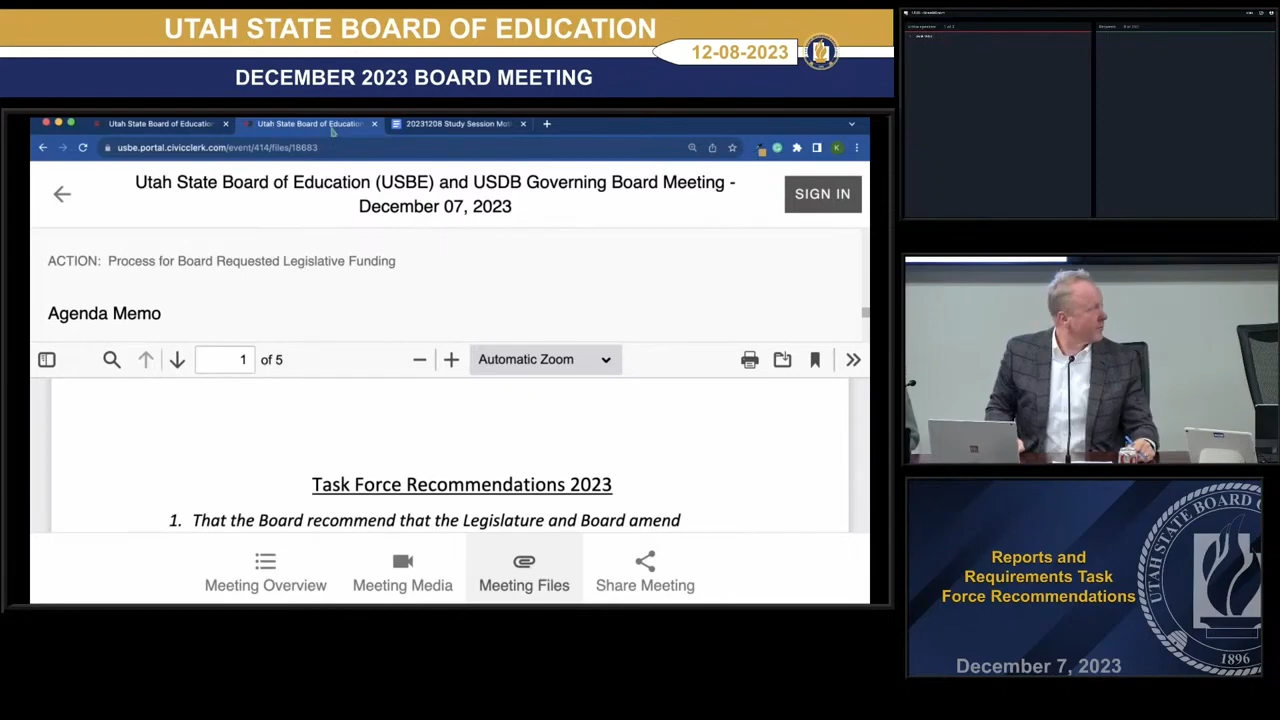 UTAH STATE BOARD OF EDUCATION
12-08-2023
DECEMBER 2023 BOARD MEETING
Utah State Board of Education
Utah State Board of Education
20231208 Study Session Mot
usbe.portal.civicclerk.com/event/414/files/18683
K
Utah State Board of Education (USBE) and USDB Governing Board Meeting -
December 07, 2023
SIGN IN
ACTION: Process for Board Requested Legislative Funding
Agenda Memo
1 of 5
Automatic Zoom
Task Force Recommendations 2023
1. That the Board recommend that the Legislature and Board amend
Meeting Overview
Meeting Media
Meeting Files
Share Meeting
Reports and
Requirements Task
Force Recommendations
December 7, 2023
UTAH STATE BOARD O
1896